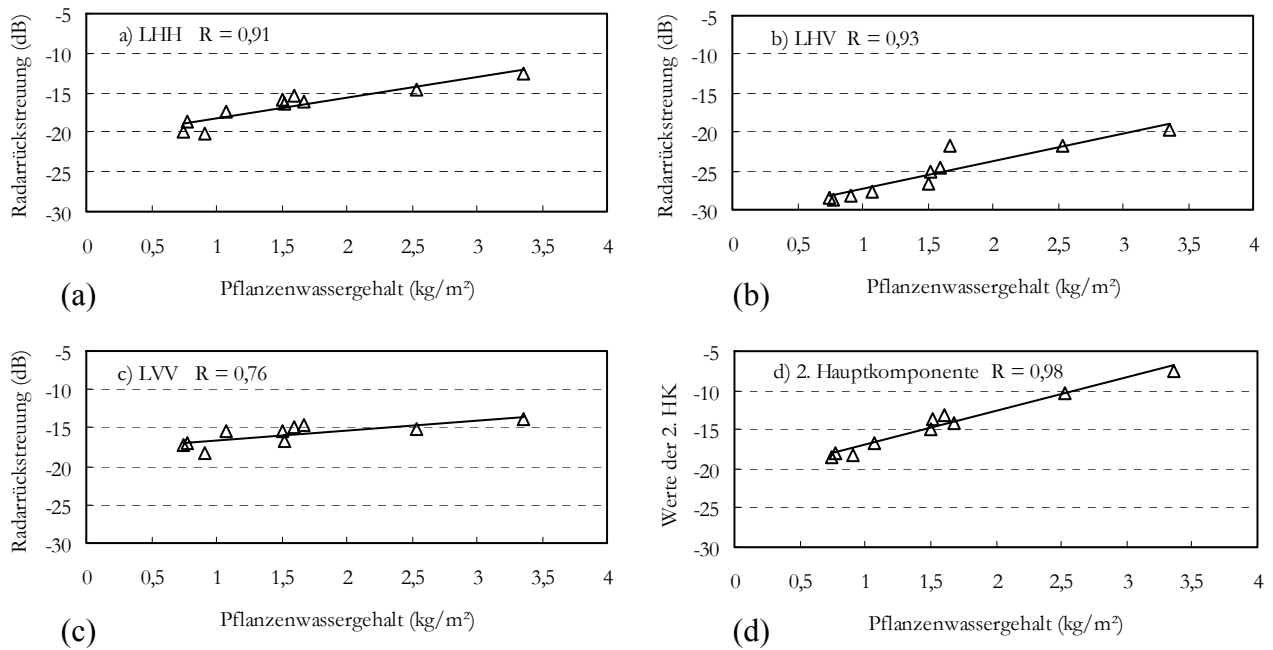 a) LHH R = 0,91
Radarrückstreuung (dB)
-5
-10
-15
-20
-25
-30
0 0,5 1 1,5 2 2,5 3 3,5 4
Pflanzenwassergehalt (kg/m²)
(a)
b) LHV R = 0,93
Radarrückstreuung (dB)
-5
-10
-15
-20
-25
-30
0 0,5 1 1,5 2 2,5 3 3,5 4
Pflanzenwassergehalt (kg/m²)
(b)
c) LVV R = 0,76
Radarrückstreuung (dB)
-5
-10
-15
-20
-25
-30
0 0,5 1 1,5 2 2,5 3 3,5 4
Pflanzenwassergehalt (kg/m²)
(c)
d) 2. Hauptkomponente R = 0,98
Werte der 2. HK
-5
-10
-15
-20
-25
-30
0 0,5 1 1,5 2 2,5 3 3,5 4
Pflanzenwassergehalt (kg/m²)
(d)